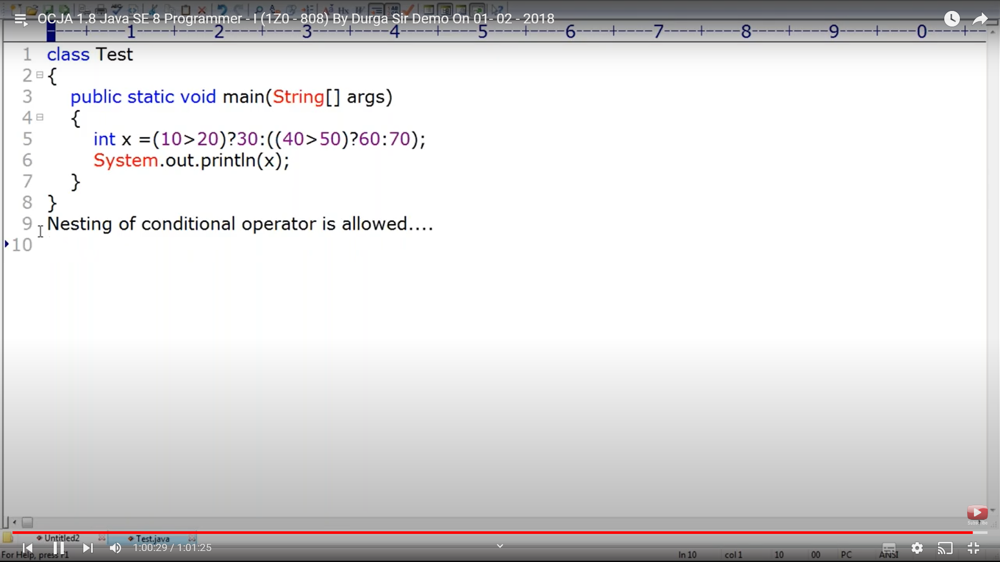 OCJA 1.8 Java SE 8 Programmer - I (1Z0 - 808) By Durga Sir Demo On 01- 02 - 2018
----+----1----+----2----+----3----+----4----+----5----+----6----+----7----+----8----+----9----+----0----+--
1 class Test
2 {
3 public static void main(String[] args)
4 {
5 int x =(10>20)?30:((40>50)?60:70);
6 System.out.println(x);
7 }
8 }
9 Nesting of conditional operator is allowed....
10
Subscribe
Untitled2 Test.java
1:00:29 / 1:01:25
For Help, press F1 ln 10 col 1 10 00 PC ANSI